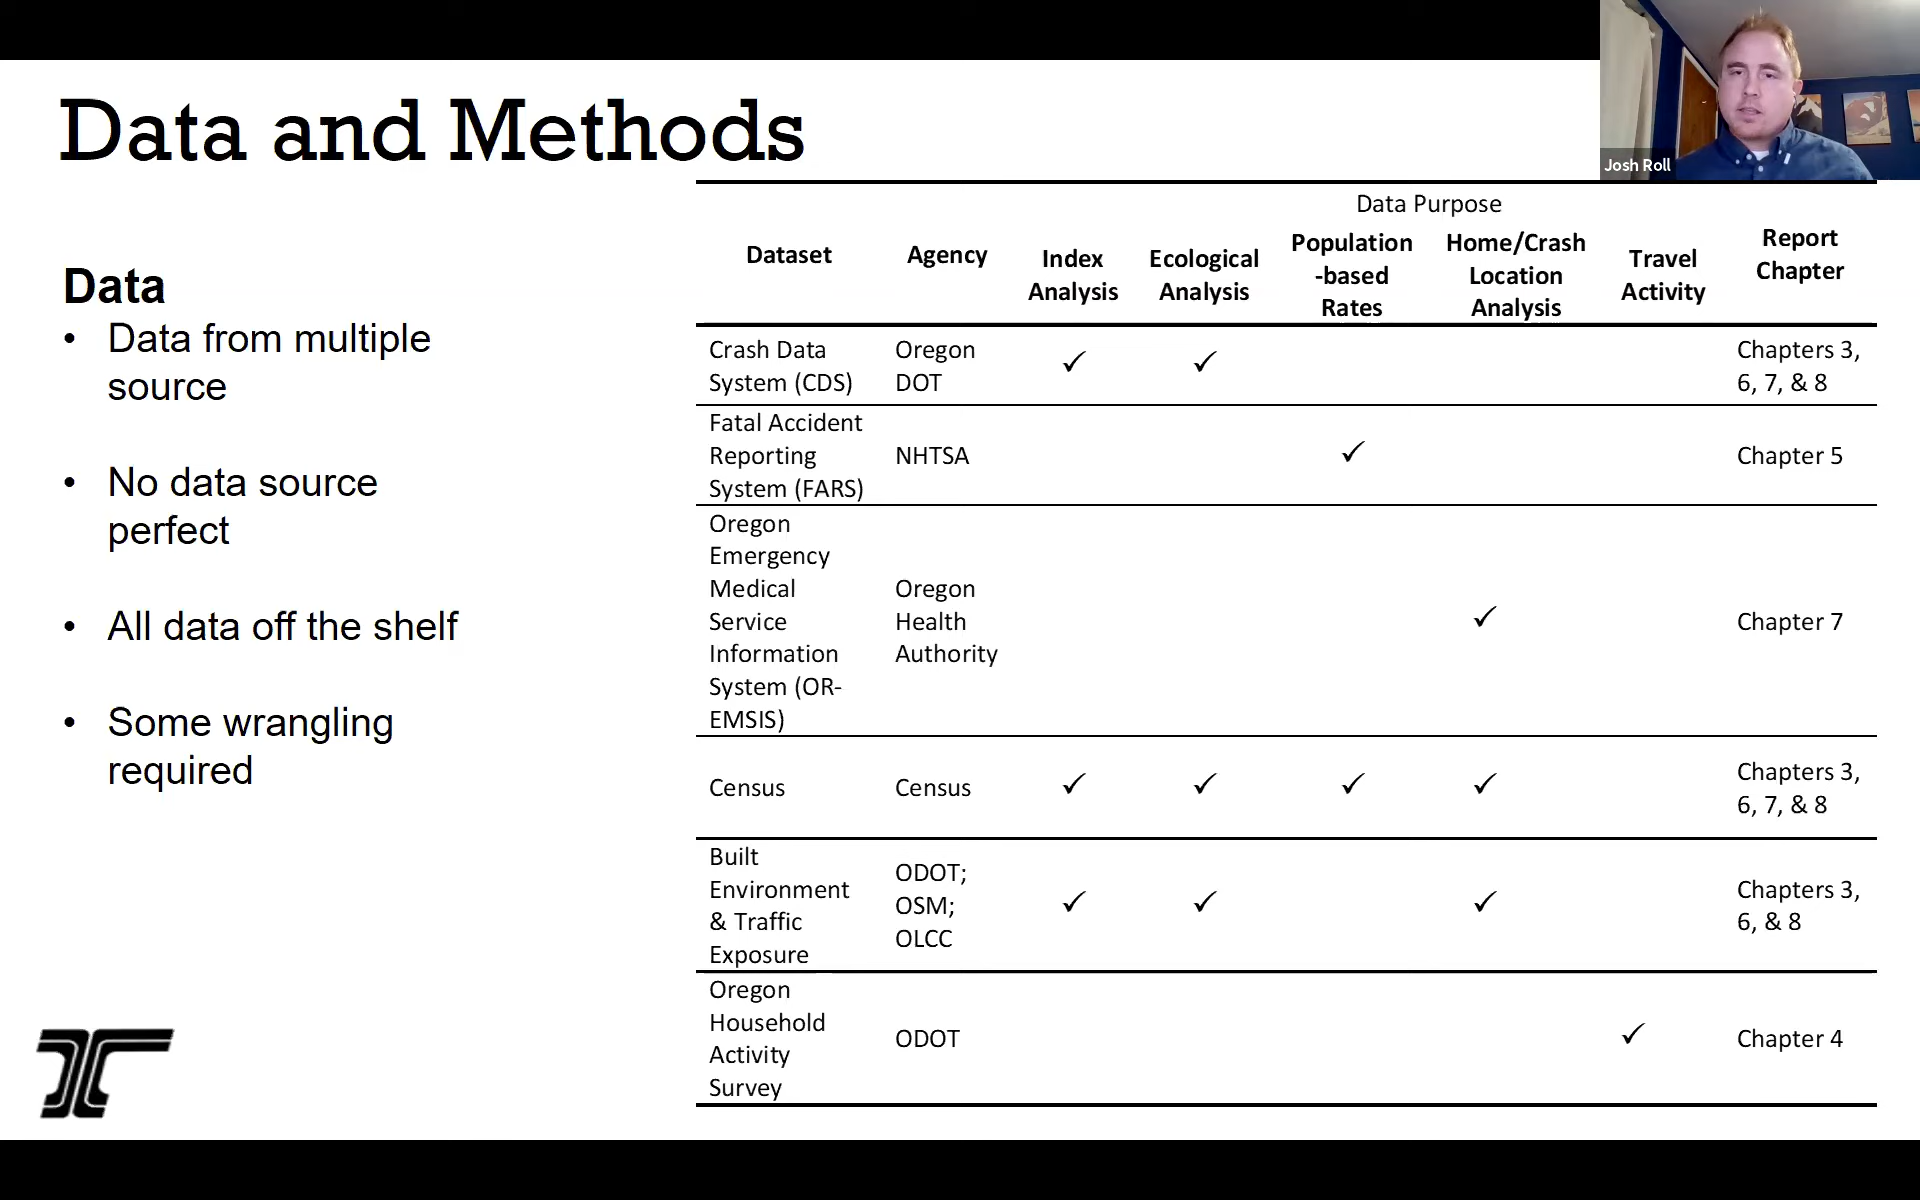 Josh Roll
Data and Methods
Data
• Data from multiple
source
• No data source
perfect
• All data off the shelf
• Some wrangling
required
Data Purpose
Dataset
Agency
Index
Analysis
Ecological
Analysis
Population
-based
Rates
Home/Crash
Location
Analysis
Travel
Activity
Report
Chapter
Crash Data
System (CDS)
Oregon
DOT
✓ ✓
Chapters 3,
6, 7, & 8
Fatal Accident
Reporting
System (FARS)
NHTSA
✓
Chapter 5
Oregon
Emergency
Medical
Service
Information
System (OR-
EMSIS)
Oregon
Health
Authority
✓
Chapter 7
Census
Census
✓ ✓ ✓ ✓
Chapters 3,
6, 7, & 8
Built
Environment
& Traffic
Exposure
ODOT;
OSM;
OLCC
✓ ✓ ✓
Chapters 3,
6, & 8
Oregon
Household
Activity
Survey
ODOT
✓
Chapter 4